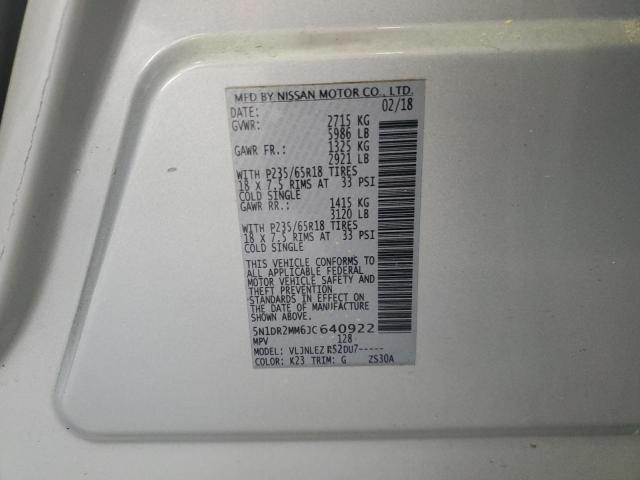 MFD BY NISSAN MOTOR CO., LTD.
DATE: 02/18
GVWR: 2715 KG
5986 LB
GAWR FR.: 1325 KG
2921 LB
WITH P235/65R18 TIRES
18 X 7.5 RIMS AT 33 PSI
COLD SINGLE
GAWR RR.: 1415 KG
3120 LB
WITH P235/65R18 TIRES
18 X 7.5 RIMS AT 33 PSI
COLD SINGLE
THIS VEHICLE CONFORMS TO
ALL APPLICABLE FEDERAL
MOTOR VEHICLE SAFETY AND
THEFT PREVENTION
STANDARDS IN EFFECT ON
THE DATE OF MANUFACTURE
SHOWN ABOVE.
5N1DR2MM6JC640922
MPV 128
MODEL: VLJNLEZ R52DU7-----
COLOR: K23 TRIM: G ZS30A